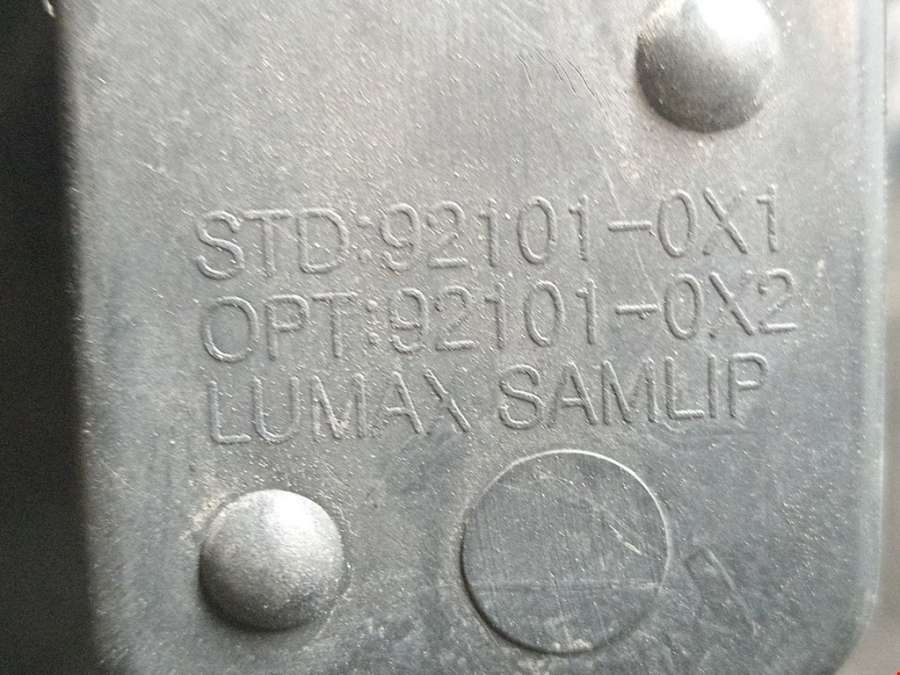 STD:92101-0X1
OPT:92101-0X2
LUMAX SAMLIP